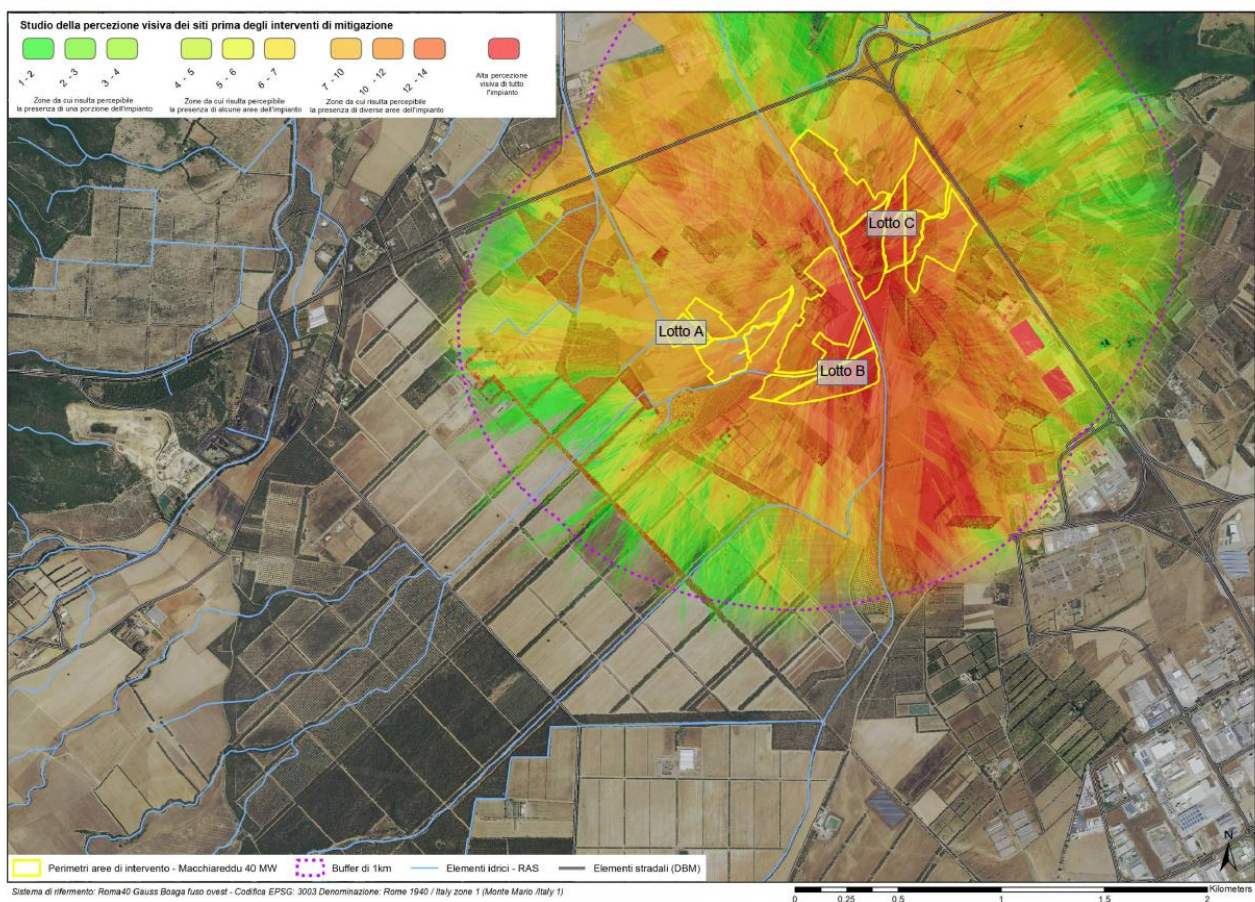 Studio della percezione visiva dei siti prima degli interventi di mitigazione
1 - 2
2 - 3
3 - 4
4 - 5
5 - 6
6 - 7
7 - 10
10 - 12
12 - 14
Alta percezione
visiva di tutto
l'impianto
Zone da cui risulta percepibile
la presenza di una porzione dell'impianto
Zone da cui risulta percepibile
la presenza di alcune aree dell'impianto
Zone da cui risulta percepibile
la presenza di diverse aree dell'impianto
Lotto C
Lotto A
Lotto B
N
Perimetri aree di intervento - Macchiareddu 40 MW
Buffer di 1km
Elementi idrici - RAS
Elementi stradali (DBM)
Sistema di rifermento: Roma40 Gauss Boaga fuso ovest - Codifica EPSG: 3003 Denominazione: Rome 1940 / Italy zone 1 (Monte Mario /Italy 1)
Kilometers
0 0.25 0.5 1 1.5 2